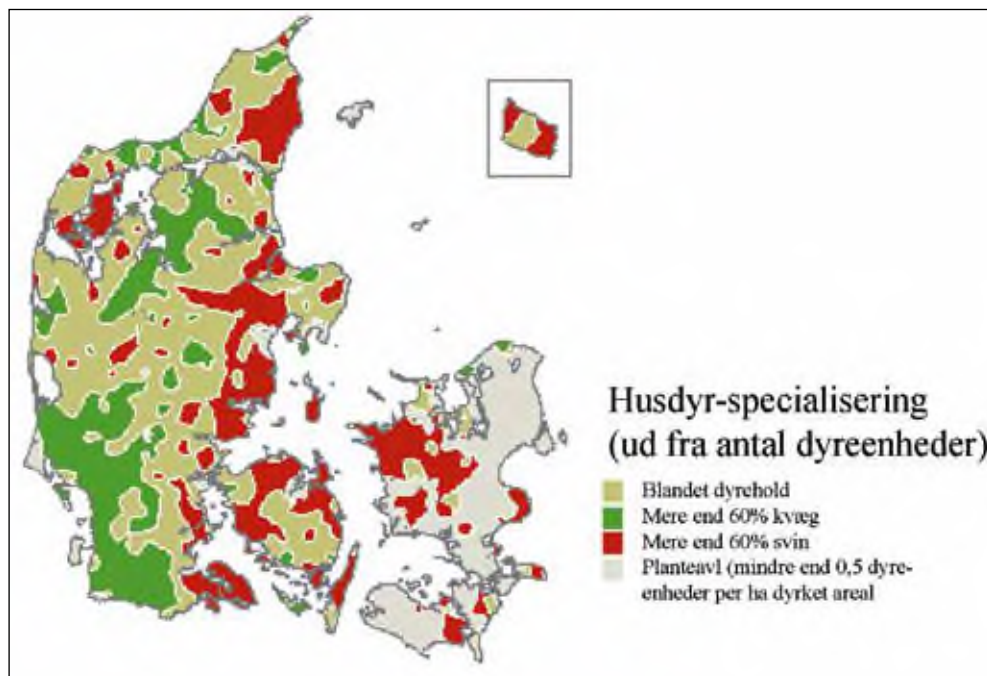 Husdyr-specialisering
(ud fra antal dyreenheder)
Blandet dyrehold
Mere end 60% kvæg
Mere end 60% svin
Planteavl (mindre end 0,5 dyre-
enheder per ha dyrket areal